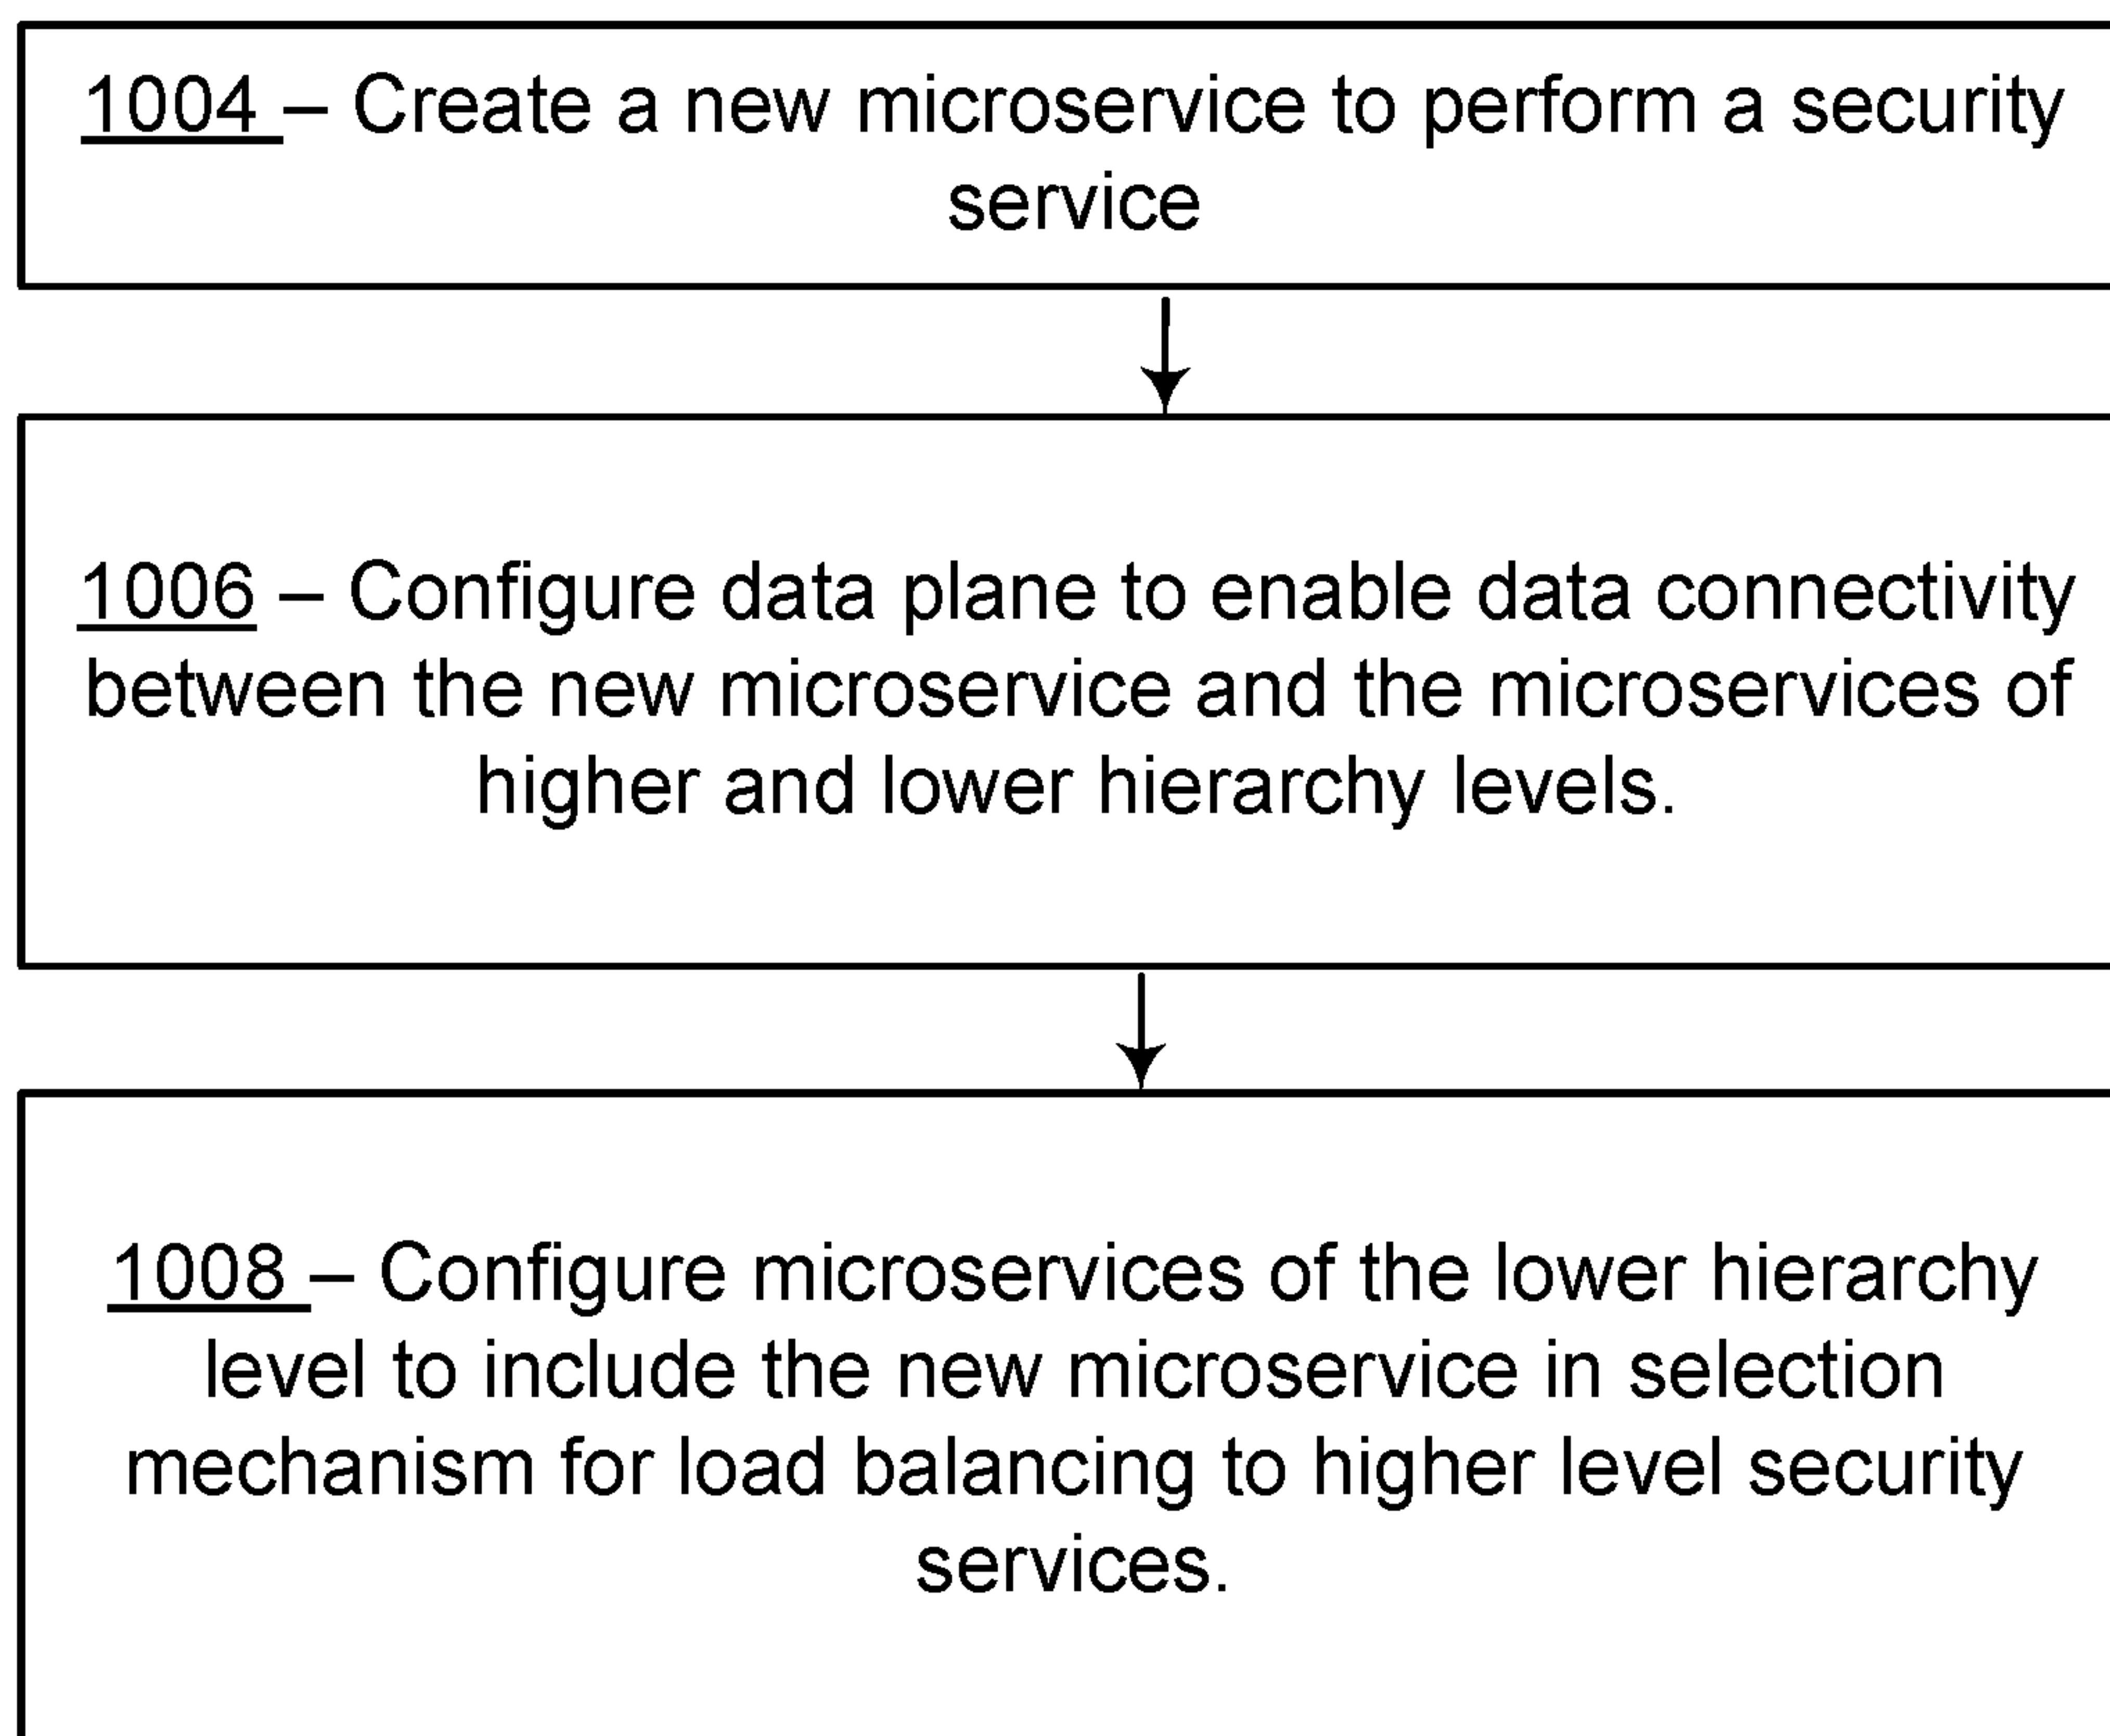 1004 – Create a new microservice to perform a security
service
1006 – Configure data plane to enable data connectivity
between the new microservice and the microservices of
higher and lower hierarchy levels.
1008 – Configure microservices of the lower hierarchy
level to include the new microservice in selection
mechanism for load balancing to higher level security
services.